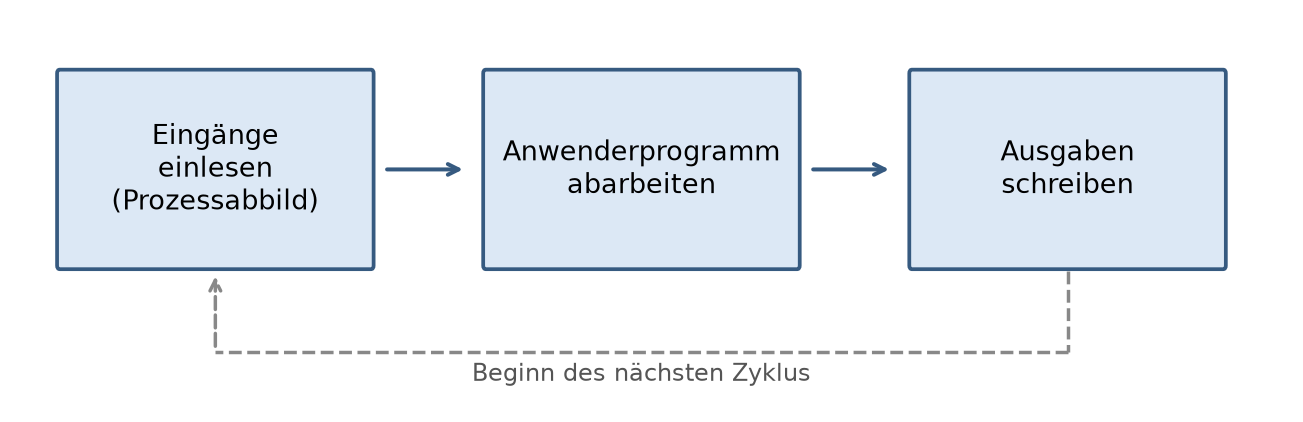 Eingänge
einlesen
(Prozessabbild)
Anwenderprogramm
abarbeiten
Ausgaben
schreiben
Beginn des nächsten Zyklus